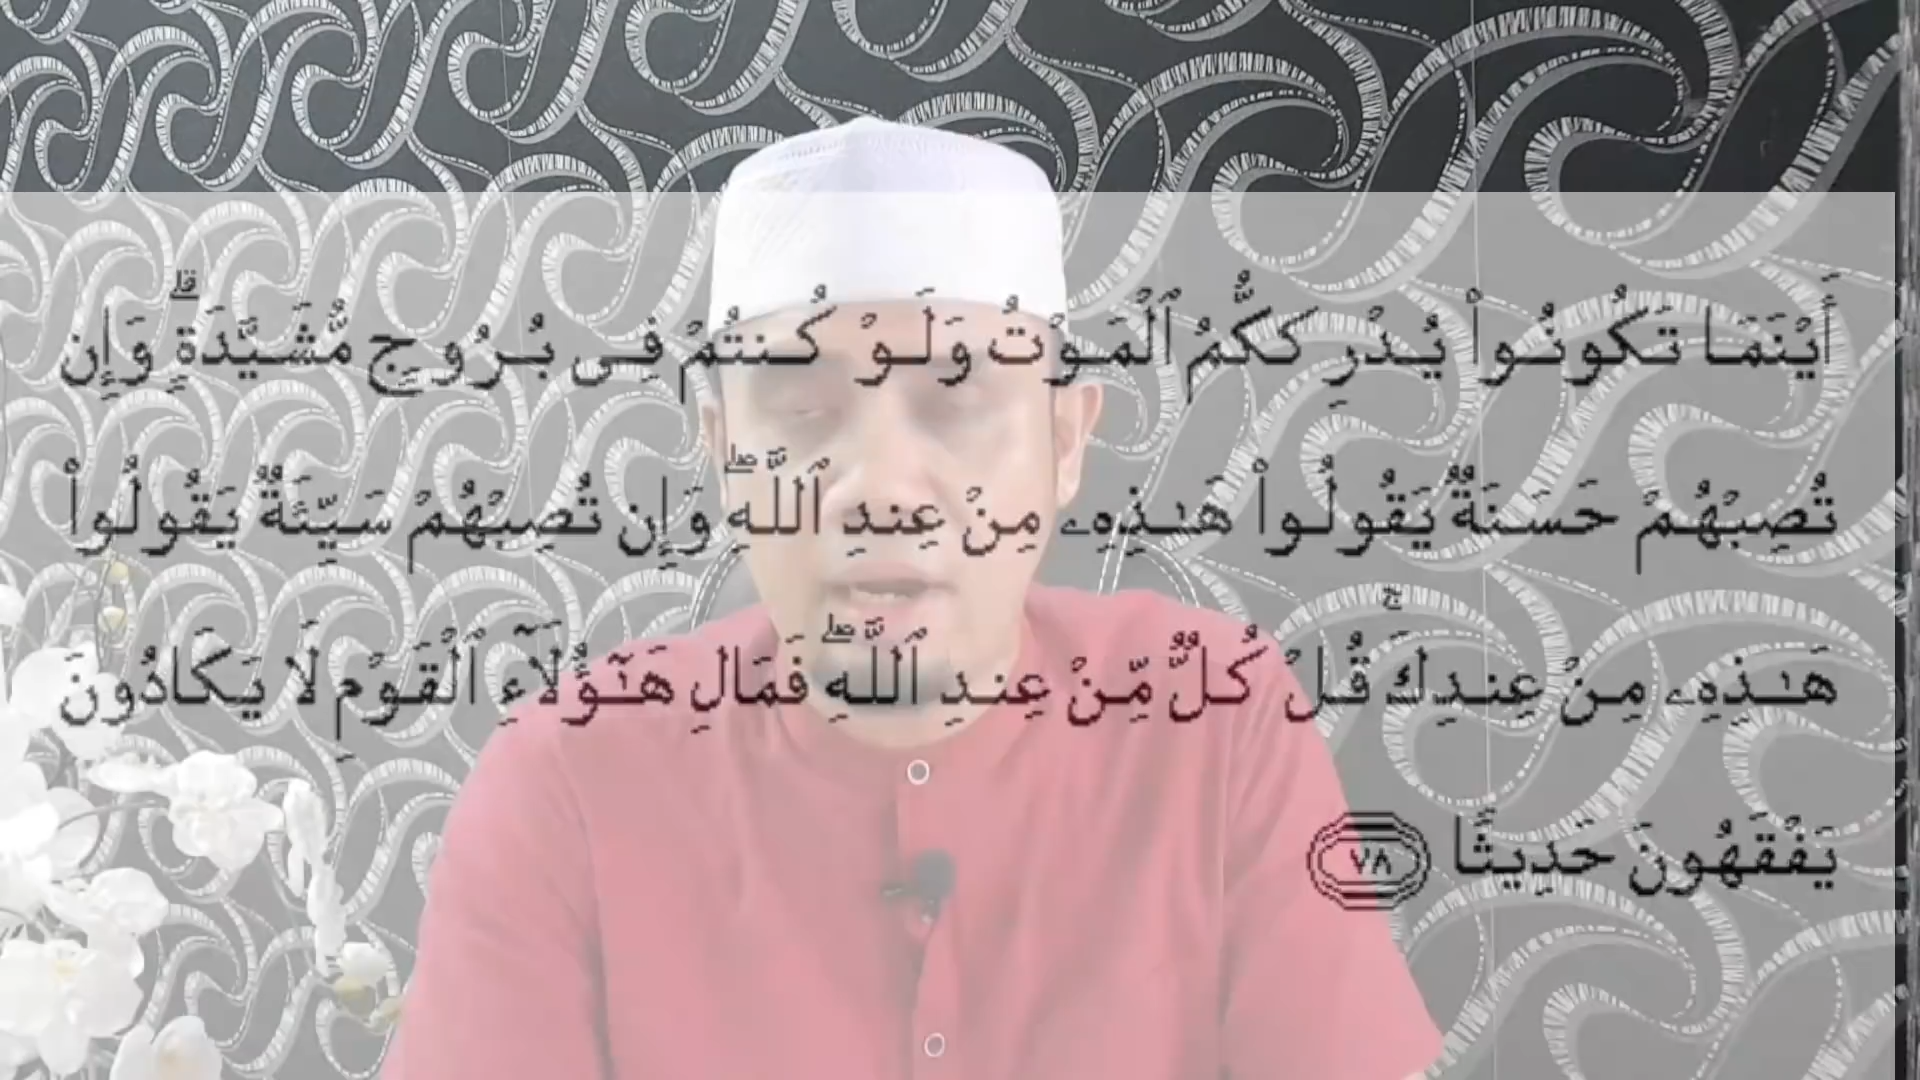 أَيْنَمَا تَكُونُوا۟ يُدْرِككُّمُ ٱلْمَوْتُ وَلَوْ كُنتُمْ فِى بُرُوجٍ مُّشَيَّدَةٍۗ وَإِن
تُصِبْهُمْ حَسَنَةٌ يَقُولُوا۟ هَـٰذِهِۦ مِنْ عِندِ ٱللَّهِۖ وَإِن تُصِبْهُمْ سَيِّئَةٌ يَقُولُوا۟
هَـٰذِهِۦ مِنْ عِندِكَۚ قُلْ كُلٌّ مِّنْ عِندِ ٱللَّهِۖ فَمَالِ هَـٰٓؤُلَآءِ ٱلْقَوْمِ لَا يَكَادُونَ
يَفْقَهُونَ حَدِيثًا ٧٨